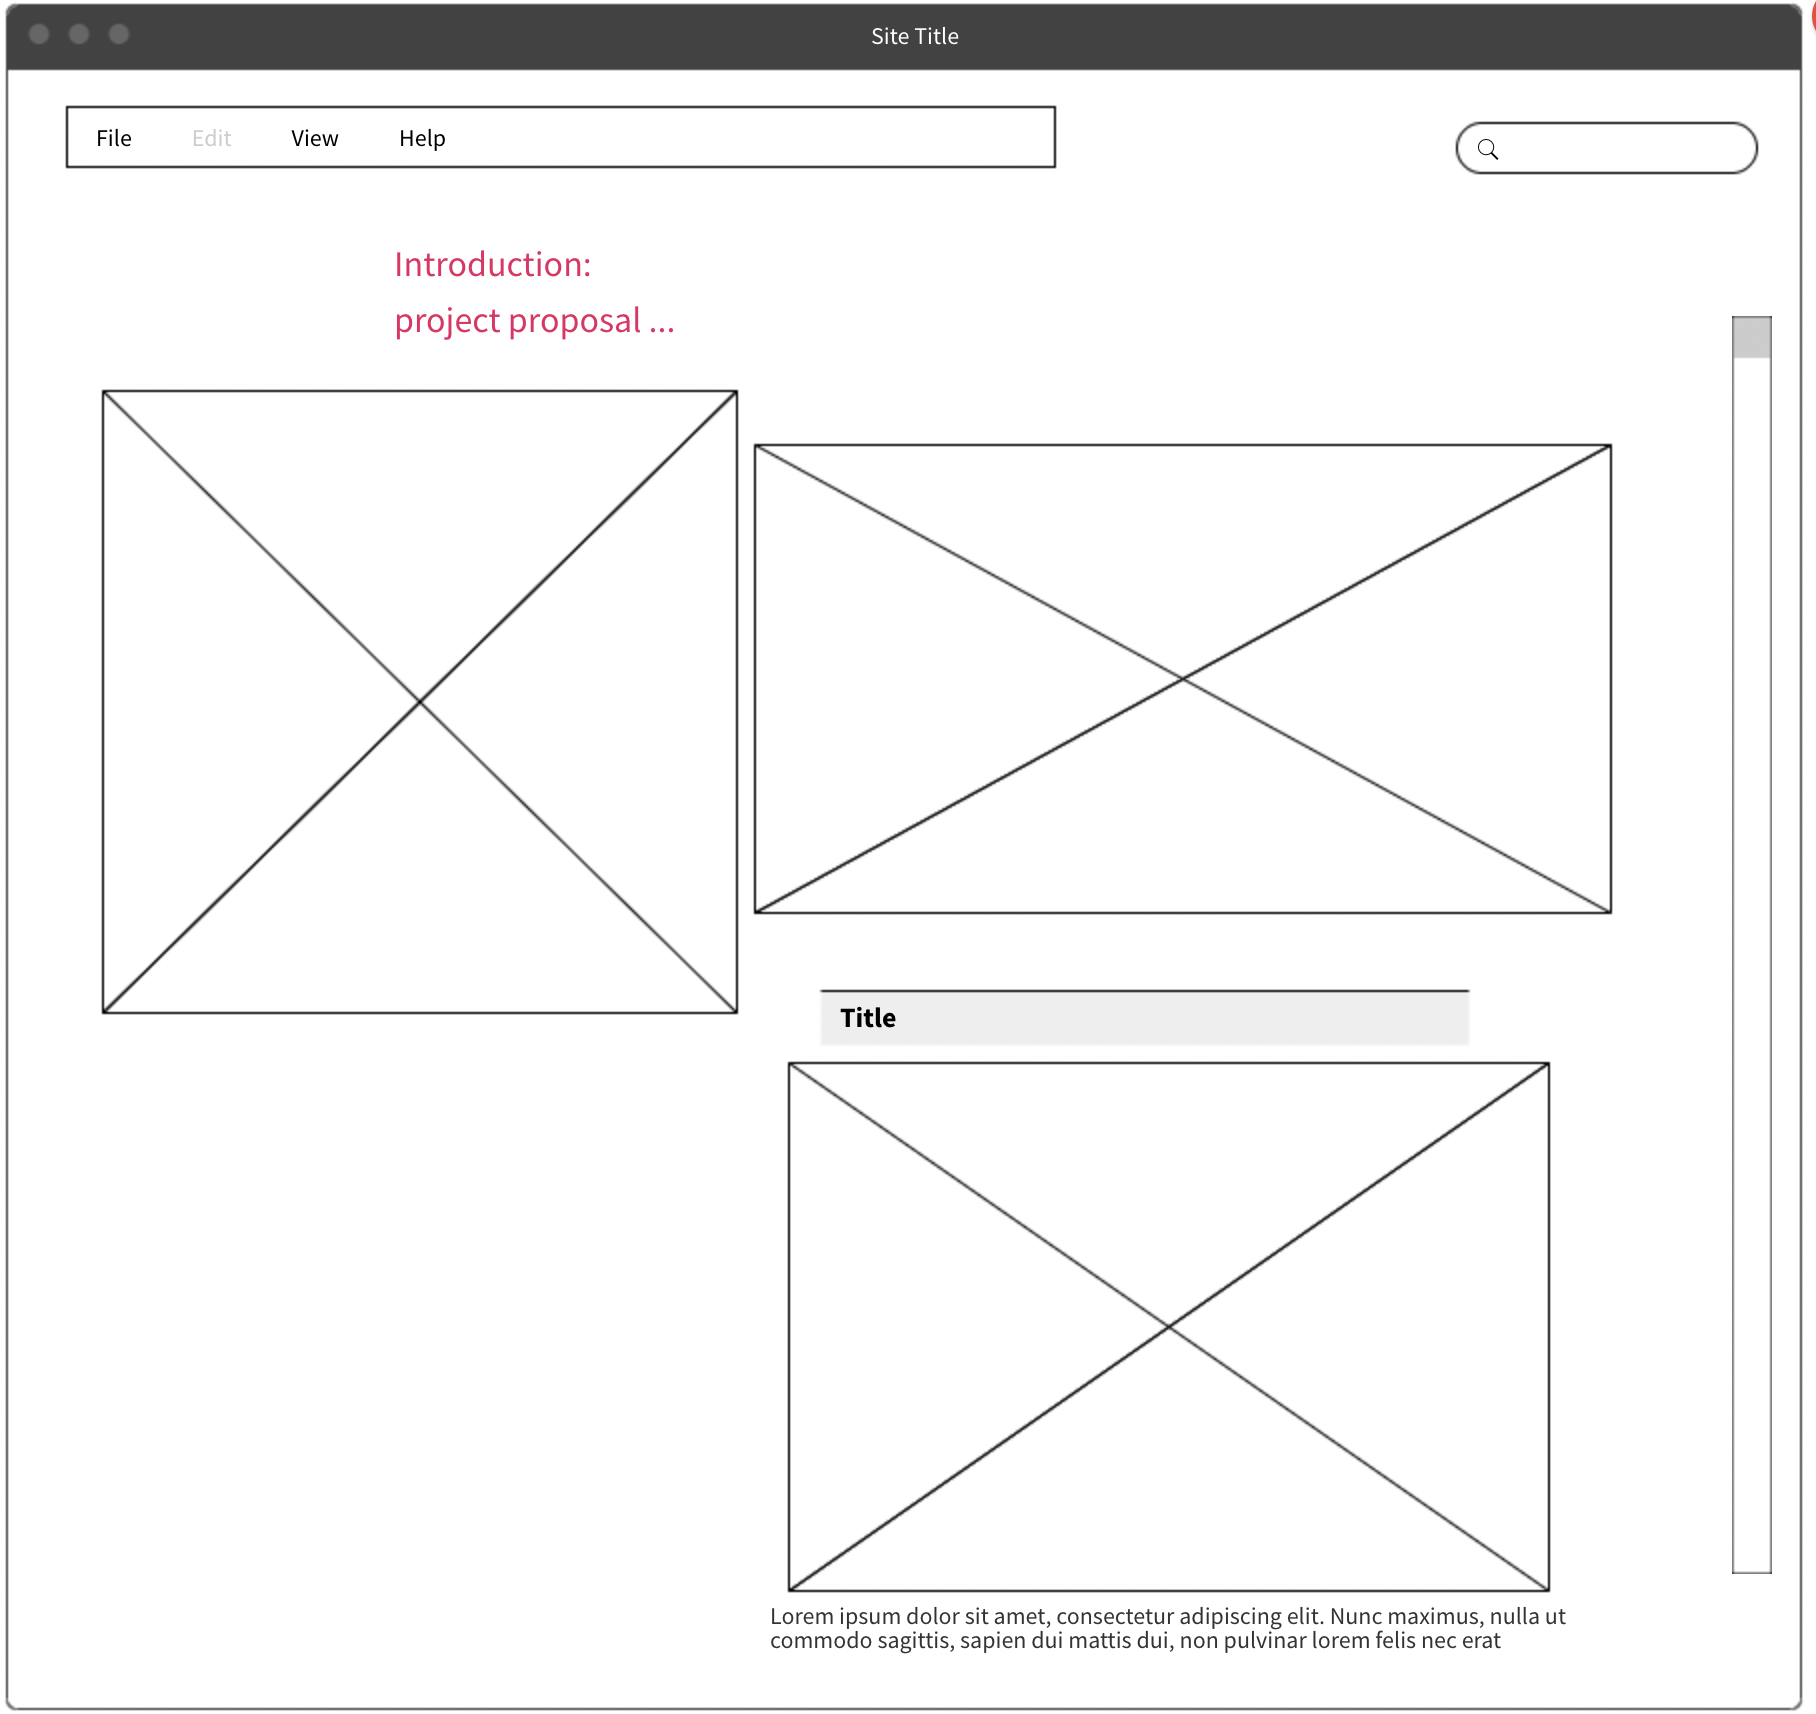 Site Title
File Edit View Help
Introduction:
project proposal ...
Title
Lorem ipsum dolor sit amet, consectetur adipiscing elit. Nunc maximus, nulla ut
commodo sagittis, sapien dui mattis dui, non pulvinar lorem felis nec erat